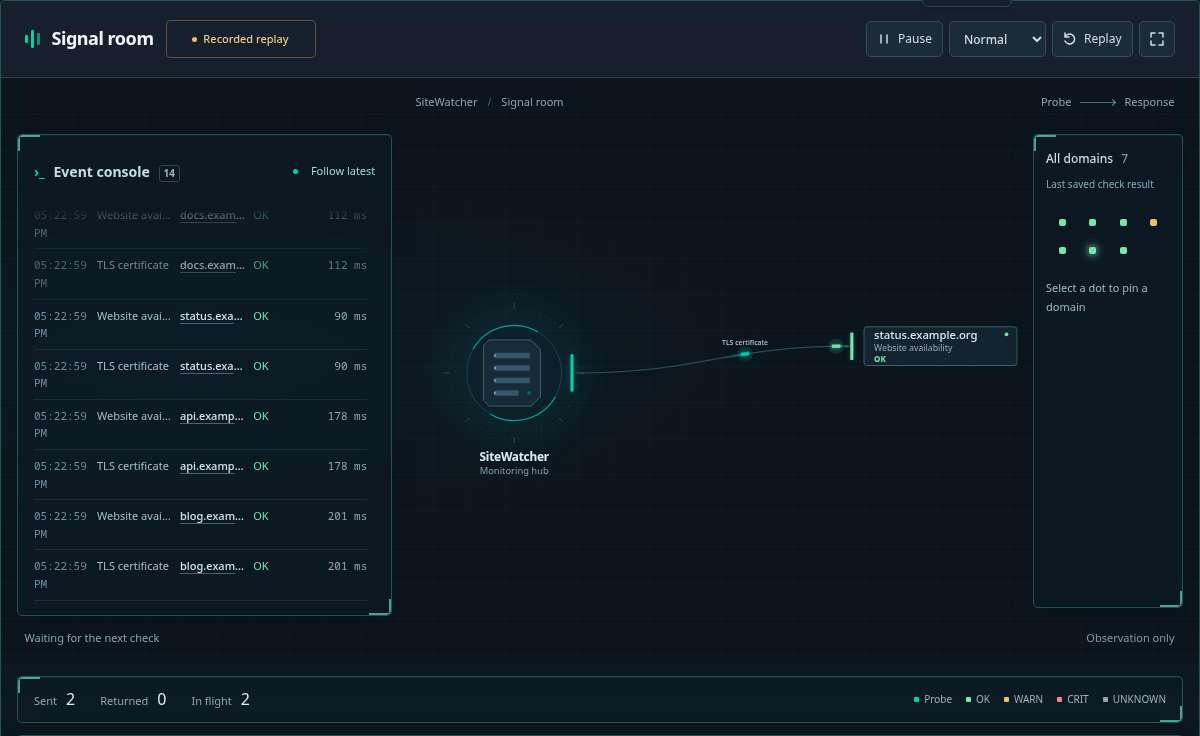 Signal room
Recorded replay
Pause
Normal
Replay
SiteWatcher / Signal room
Probe
Response
Event console 14
Follow latest
05:22:59 PM Website avai... docs.exam... OK 112 ms
05:22:59 PM TLS certificate docs.exam... OK 112 ms
05:22:59 PM Website avai... status.exa... OK 90 ms
05:22:59 PM TLS certificate status.exa... OK 90 ms
05:22:59 PM Website avai... api.examp... OK 178 ms
05:22:59 PM TLS certificate api.examp... OK 178 ms
05:22:59 PM Website avai... blog.exam... OK 201 ms
05:22:59 PM TLS certificate blog.exam... OK 201 ms
SiteWatcher
Monitoring hub
TLS certificate
status.example.org
Website availability
OK
All domains 7
Last saved check result
Select a dot to pin a
domain
Waiting for the next check
Observation only
Sent 2 Returned 0 In flight 2
Probe OK WARN CRIT UNKNOWN